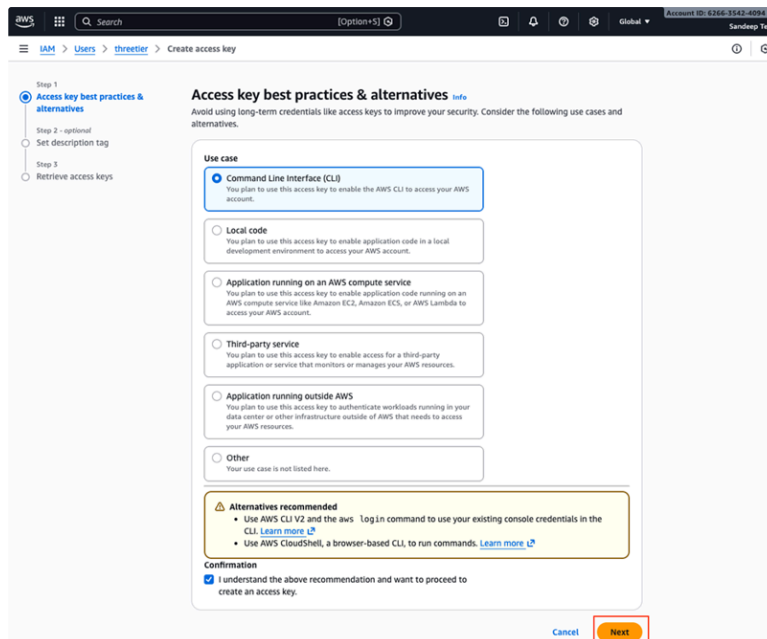 aws
Search
[Option+S]
Global
Account ID: 6266-3542-4094
Sandeep Te
IAM > Users > threetier > Create access key
Step 1
Access key best practices &
alternatives
Step 2 - optional
Set description tag
Step 3
Retrieve access keys
Access key best practices & alternatives Info
Avoid using long-term credentials like access keys to improve your security. Consider the following use cases and
alternatives.
Use case
Command Line Interface (CLI)
You plan to use this access key to enable the AWS CLI to access your AWS
account.
Local code
You plan to use this access key to enable application code in a local
development environment to access your AWS account.
Application running on an AWS compute service
You plan to use this access key to enable application code running on an
AWS compute service like Amazon EC2, Amazon ECS, or AWS Lambda to
access your AWS account.
Third-party service
You plan to use this access key to enable access for a third-party
application or service that monitors or manages your AWS resources.
Application running outside AWS
You plan to use this access key to authenticate workloads running in your
data center or other infrastructure outside of AWS that needs to access
your AWS resources.
Other
Your use case is not listed here.
Alternatives recommended
• Use AWS CLI V2 and the aws login command to use your existing console credentials in the
CLI. Learn more
• Use AWS CloudShell, a browser-based CLI, to run commands. Learn more
Confirmation
I understand the above recommendation and want to proceed to
create an access key.
Cancel
Next